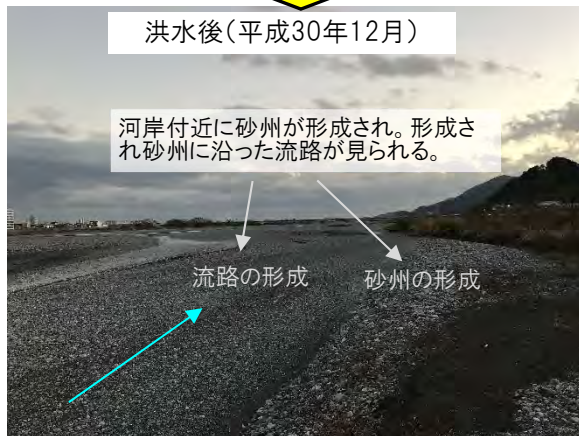 洪水後(平成30年12月)
河岸付近に砂州が形成され。形成さ
れ砂州に沿った流路が見られる。
流路の形成
砂州の形成